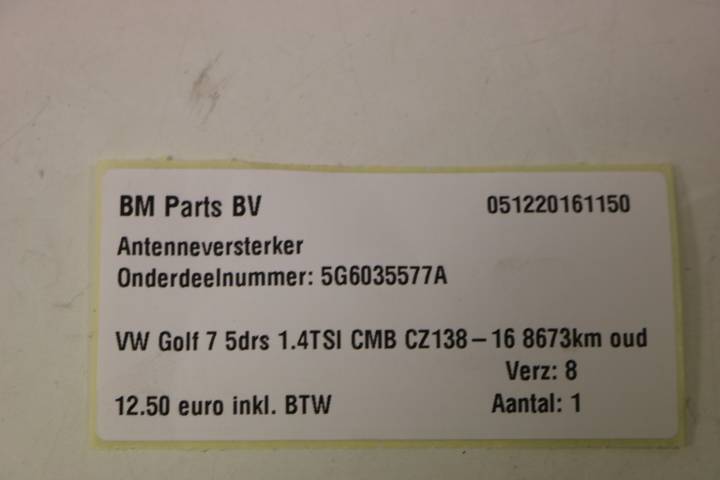 BM Parts BV 051220161150
Antenneversterker
Onderdeelnummer: 5G6035577A
VW Golf 7 5drs 1.4TSI CMB CZ138-16 8673km oud
Verz: 8
12.50 euro inkl. BTW Aantal: 1